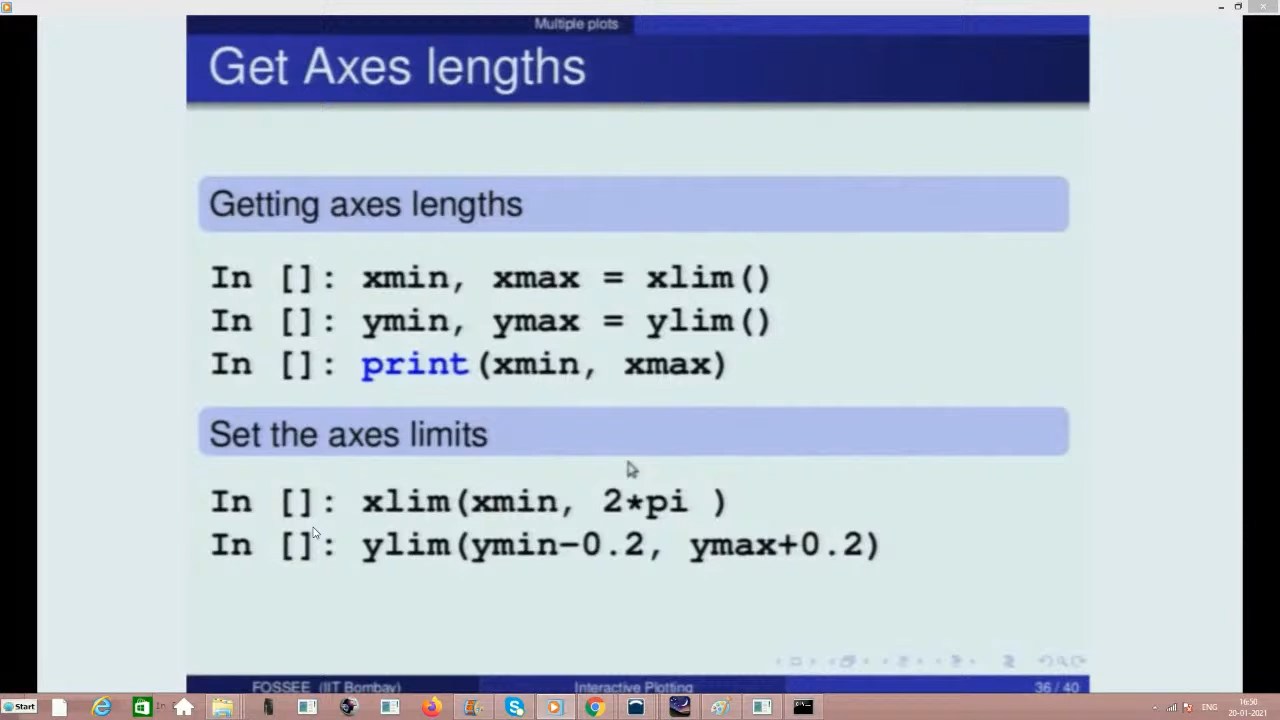 Multiple plots
Get Axes lengths
Getting axes lengths
In []: xmin, xmax = xlim()
In []: ymin, ymax = ylim()
In []: print(xmin, xmax)
Set the axes limits
In []: xlim(xmin, 2*pi )
In []: ylim(ymin-0.2, ymax+0.2)
FOSSEE (IIT Bombay) Interactive Plotting 36 / 40
Start ENG 16:50
20-01-2021